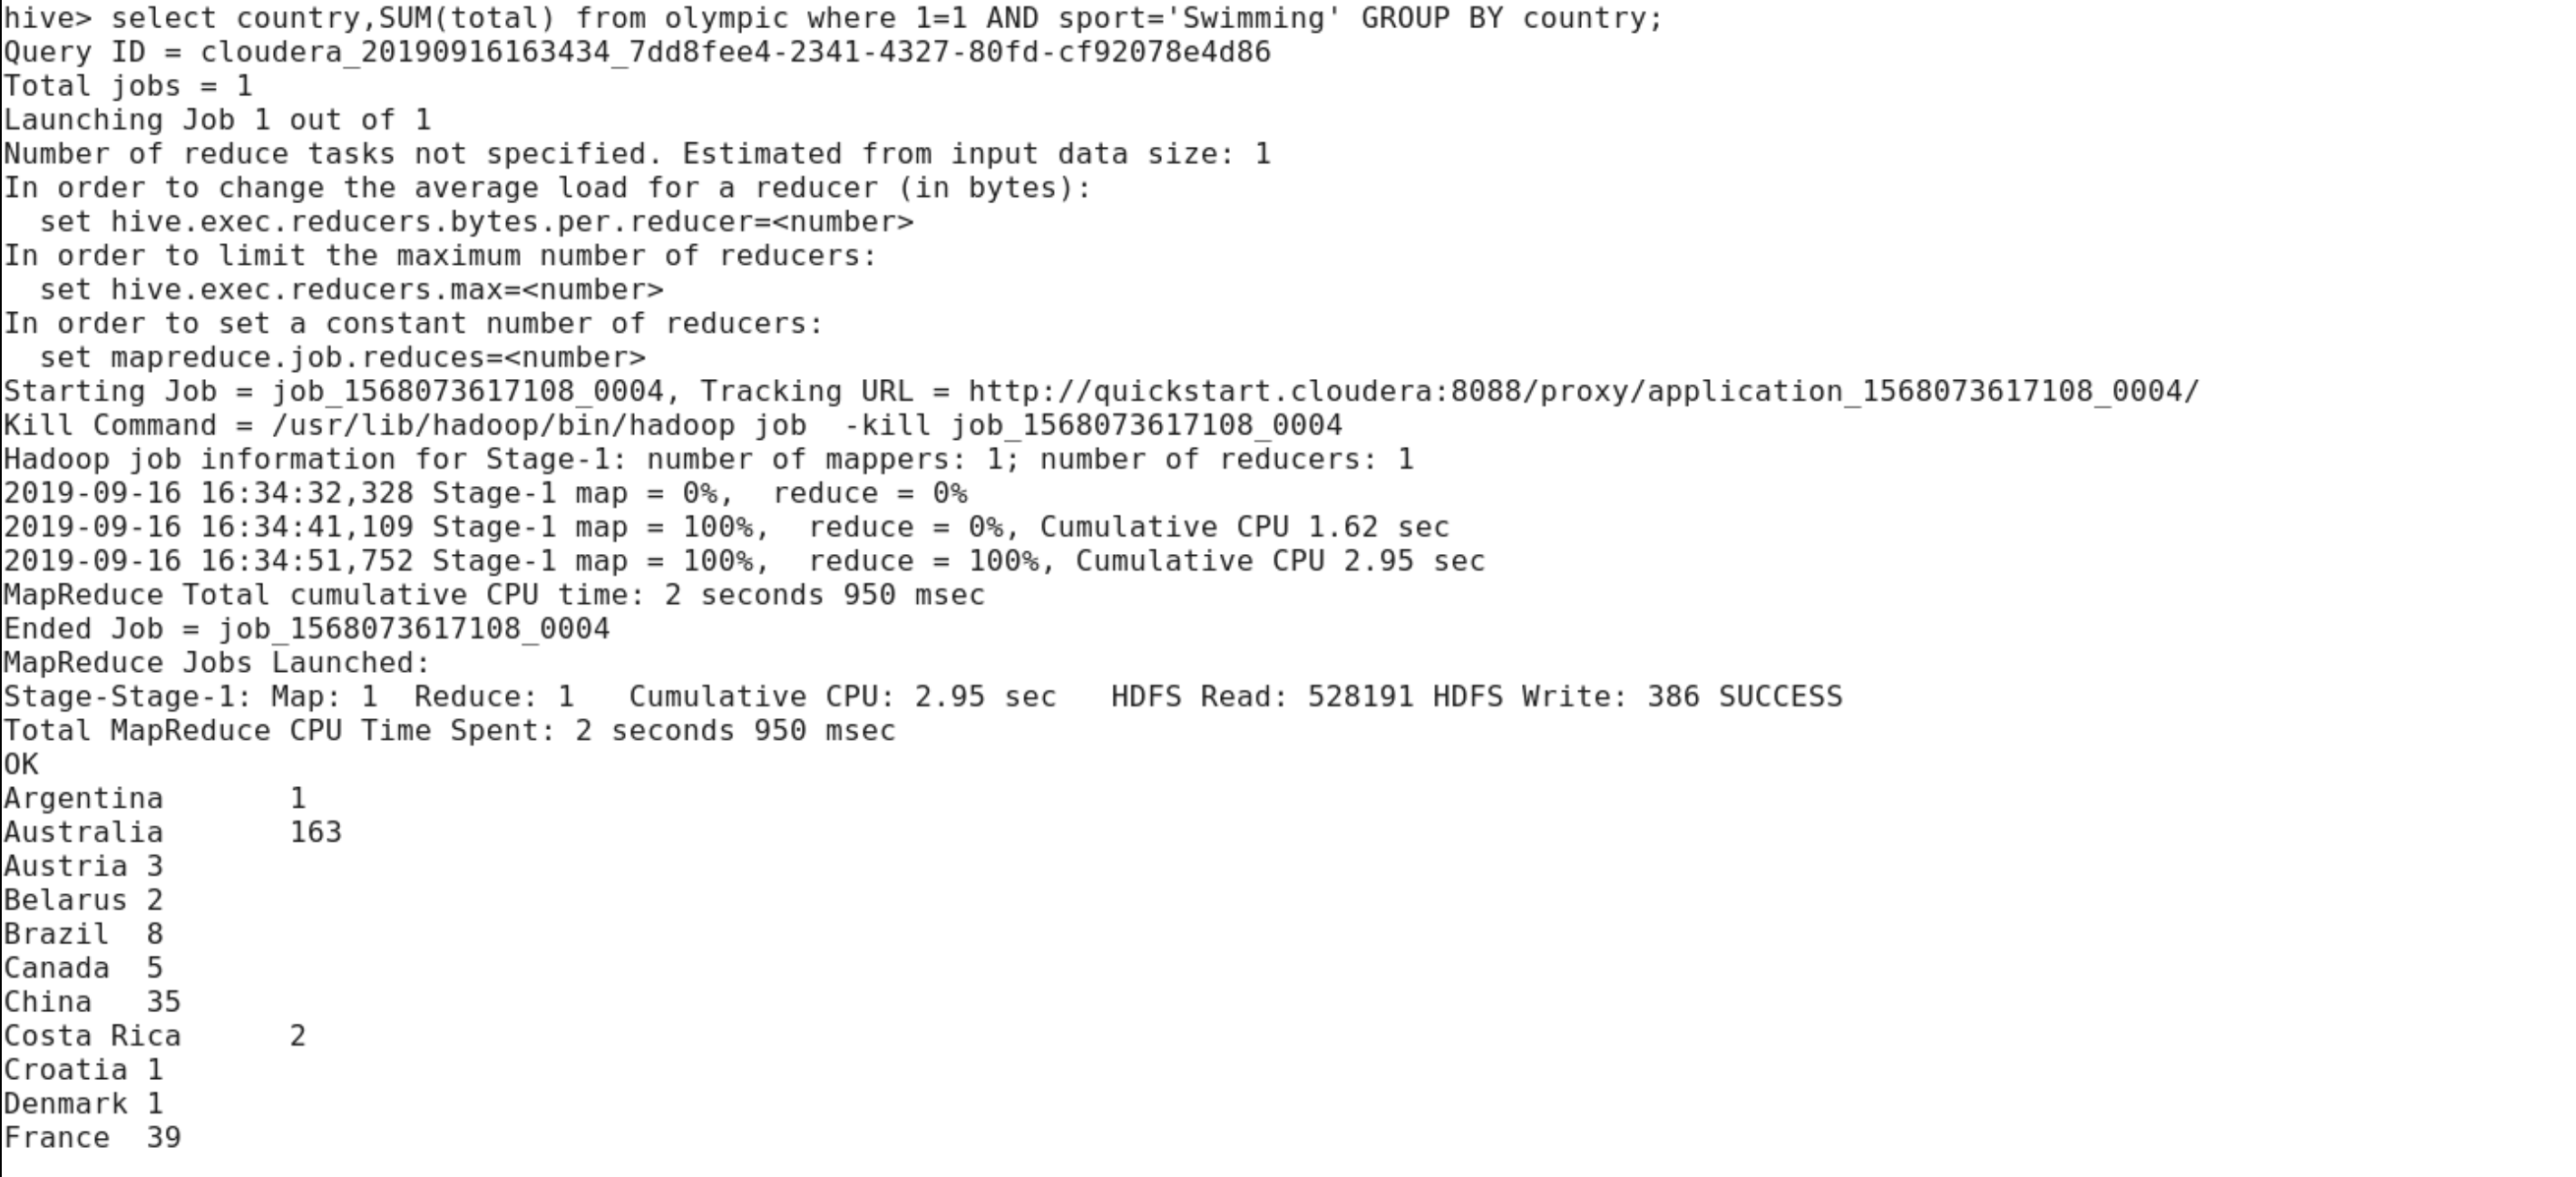 hive> select country,SUM(total) from olympic where 1=1 AND sport='Swimming' GROUP BY country;
Query ID = cloudera_20190916163434_7dd8fee4-2341-4327-80fd-cf92078e4d86
Total jobs = 1
Launching Job 1 out of 1
Number of reduce tasks not specified. Estimated from input data size: 1
In order to change the average load for a reducer (in bytes):
  set hive.exec.reducers.bytes.per.reducer=<number>
In order to limit the maximum number of reducers:
  set hive.exec.reducers.max=<number>
In order to set a constant number of reducers:
  set mapreduce.job.reduces=<number>
Starting Job = job_1568073617108_0004, Tracking URL = http://quickstart.cloudera:8088/proxy/application_1568073617108_0004/
Kill Command = /usr/lib/hadoop/bin/hadoop job  -kill job_1568073617108_0004
Hadoop job information for Stage-1: number of mappers: 1; number of reducers: 1
2019-09-16 16:34:32,328 Stage-1 map = 0%,  reduce = 0%
2019-09-16 16:34:41,109 Stage-1 map = 100%,  reduce = 0%, Cumulative CPU 1.62 sec
2019-09-16 16:34:51,752 Stage-1 map = 100%,  reduce = 100%, Cumulative CPU 2.95 sec
MapReduce Total cumulative CPU time: 2 seconds 950 msec
Ended Job = job_1568073617108_0004
MapReduce Jobs Launched:
Stage-Stage-1: Map: 1  Reduce: 1   Cumulative CPU: 2.95 sec   HDFS Read: 528191 HDFS Write: 386 SUCCESS
Total MapReduce CPU Time Spent: 2 seconds 950 msec
OK
Argentina       1
Australia       163
Austria 3
Belarus 2
Brazil  8
Canada  5
China   35
Costa Rica      2
Croatia 1
Denmark 1
France  39